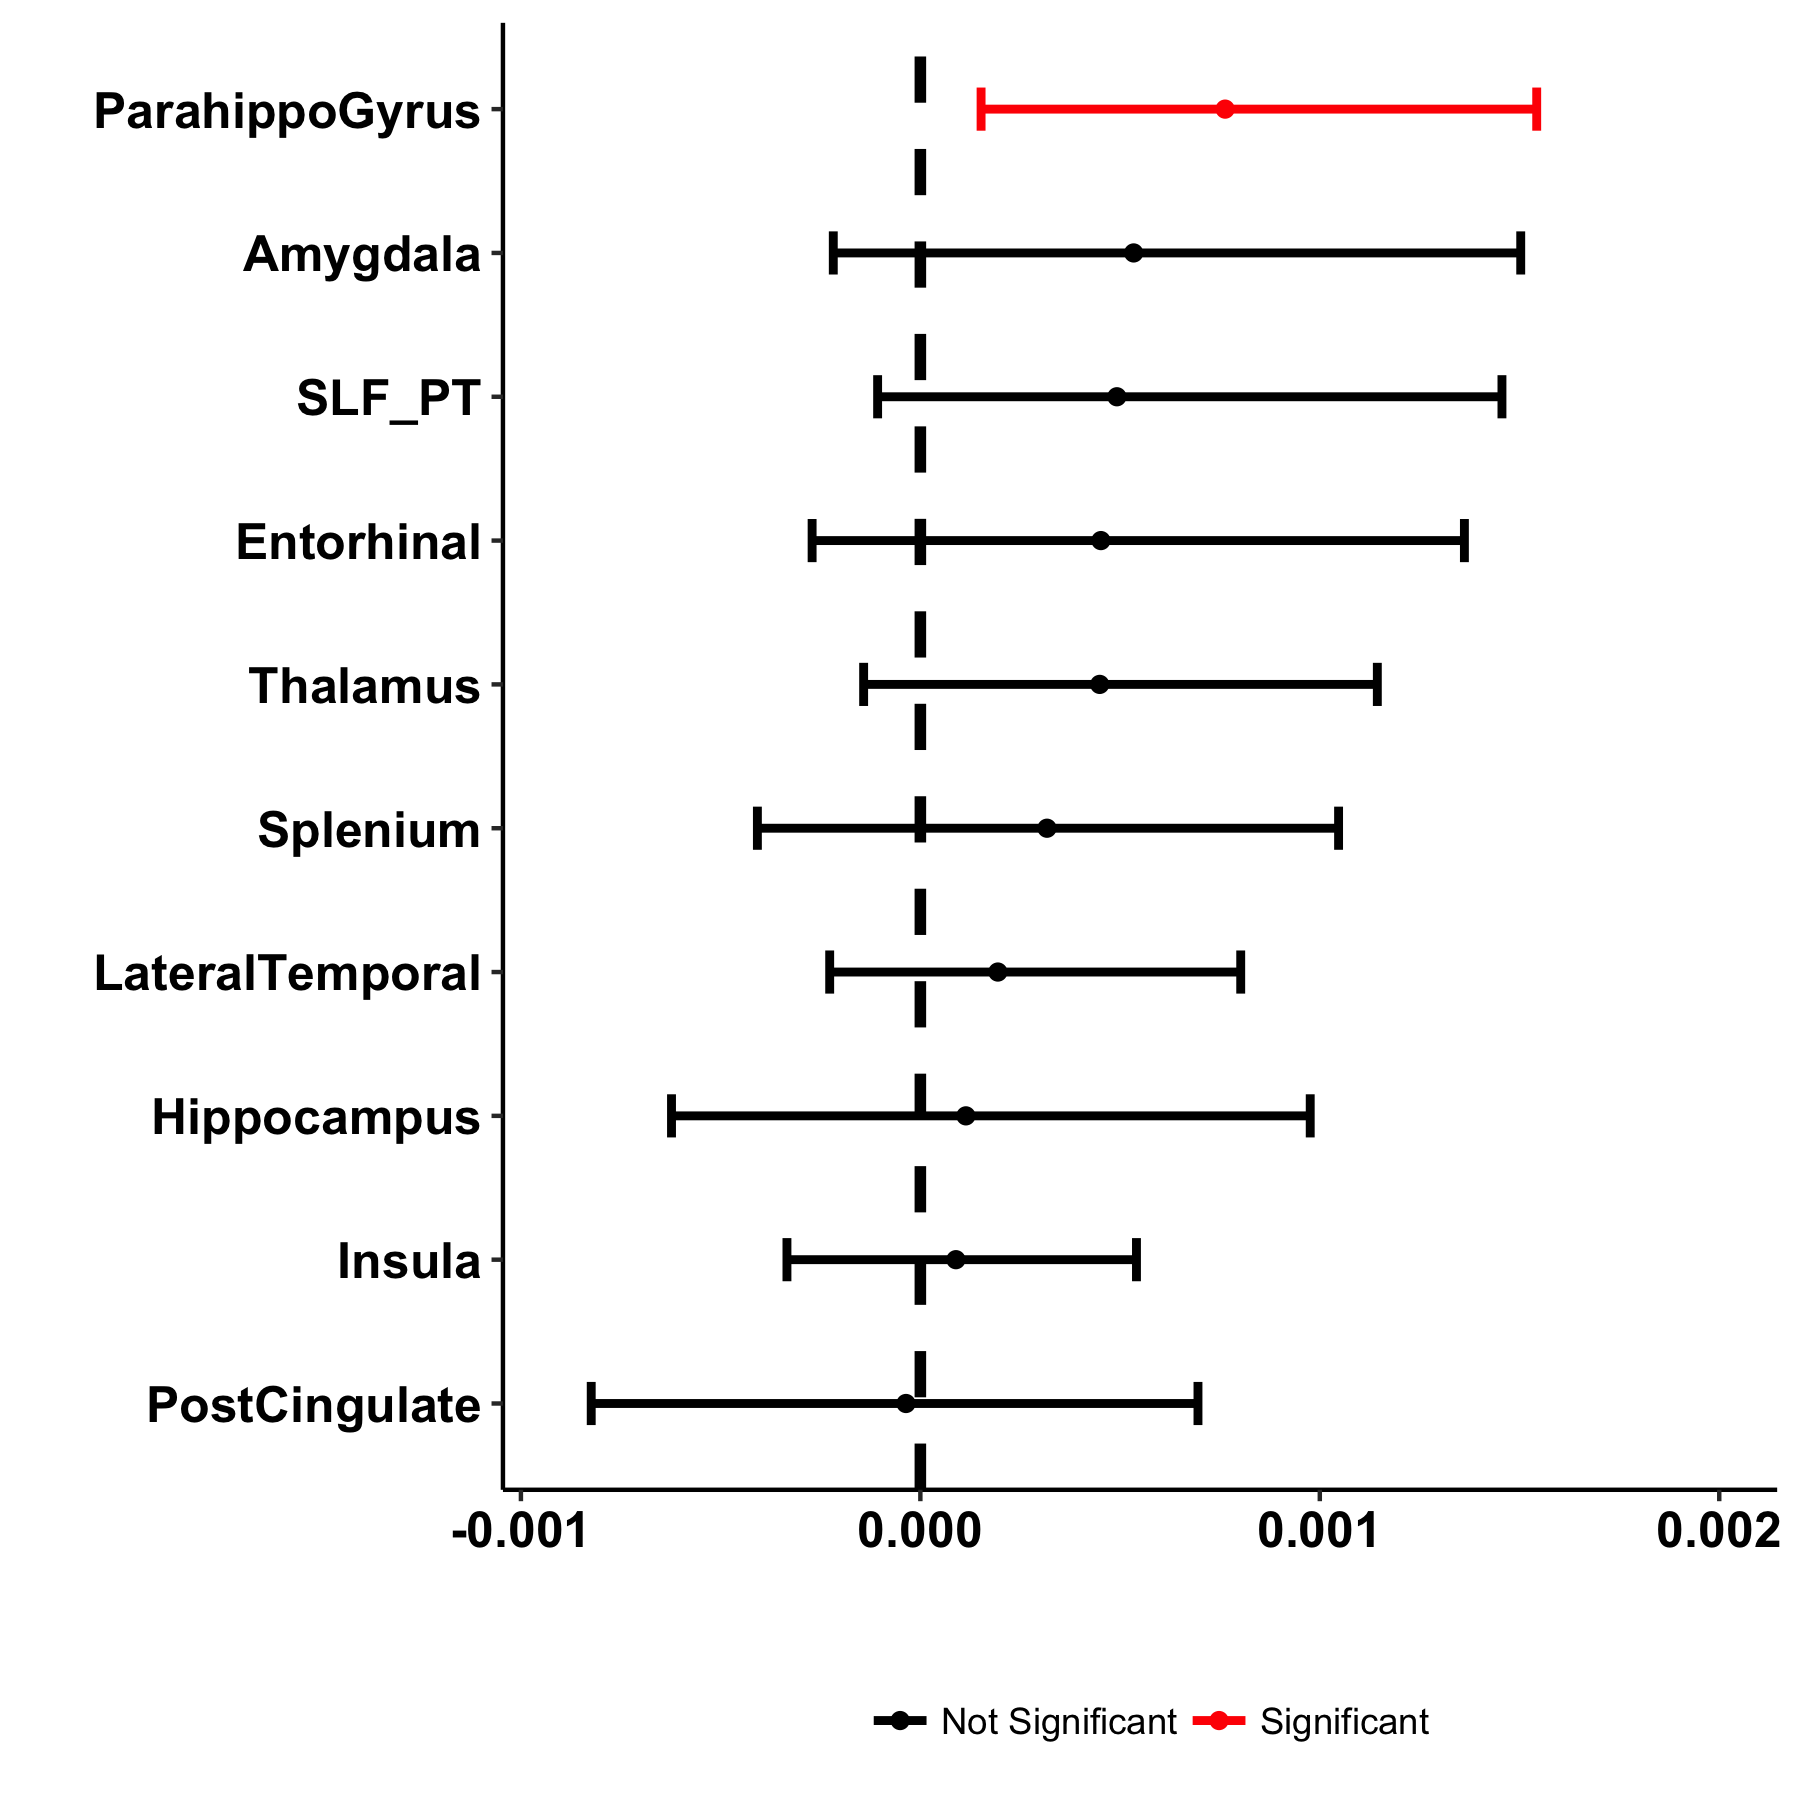 ParahippoGyrus
Amygdala
SLF_PT
Entorhinal
Thalamus
Splenium
LateralTemporal
Hippocampus
Insula
PostCingulate
-0.001 0.000 0.001 0.002
Not Significant Significant